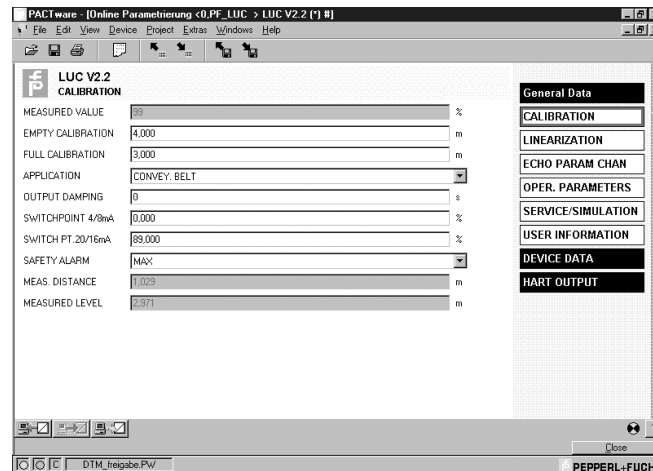 PACTware - [Online Parametrierung <0,PF_LUC > LUC V2.2 (*) #]
File Edit View Device Project Extras Windows Help
LUC V2.2
CALIBRATION
MEASURED VALUE 99 %
EMPTY CALIBRATION 4,000 m
FULL CALIBRATION 3,000 m
APPLICATION CONVEY. BELT
OUTPUT DAMPING 0 s
SWITCHPOINT 4/8mA 0,000 %
SWITCH PT.20/16mA 89,000 %
SAFETY ALARM MAX
MEAS. DISTANCE 1,029 m
MEASURED LEVEL 2,971 m
General Data
CALIBRATION
LINEARIZATION
ECHO PARAM CHAN
OPER. PARAMETERS
SERVICE/SIMULATION
USER INFORMATION
DEVICE DATA
HART OUTPUT
Close
C DTM_freigabe.PW
PEPPERL+FUCH